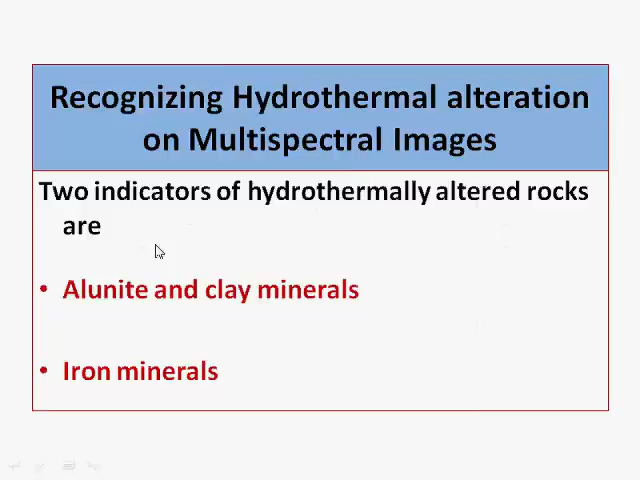 Recognizing Hydrothermal alteration
on Multispectral Images
Two indicators of hydrothermally altered rocks
are
• Alunite and clay minerals
• Iron minerals